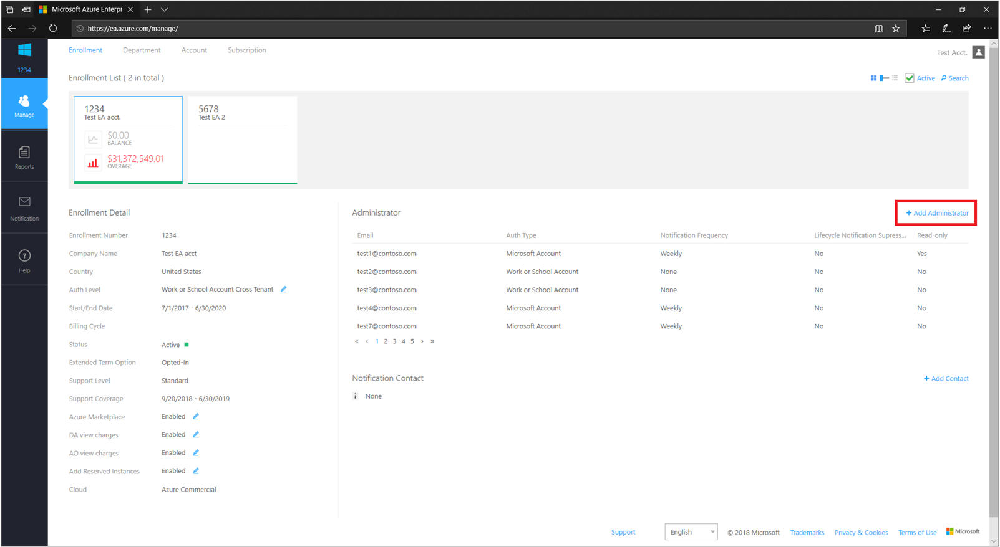 Microsoft Azure Enterpr
https://ea.azure.com/manage/
1234
Manage
Reports
Notification
Help
Enrollment Department Account Subscription
Test Acct.
Enrollment List ( 2 in total )
Active Search
1234
Test EA acct.
$0.00
BALANCE
$31,372,549.01
OVERAGE
5678
Test EA 2
Enrollment Detail
Enrollment Number 1234
Company Name Test EA acct
Country United States
Auth Level Work or School Account Cross Tenant
Start/End Date 7/1/2017 - 6/30/2020
Billing Cycle
Status Active
Extended Term Option Opted-In
Support Level Standard
Support Coverage 9/20/2018 - 6/30/2019
Azure Marketplace Enabled
DA view charges Enabled
AO view charges Enabled
Add Reserved Instances Enabled
Cloud Azure Commercial
Administrator
+ Add Administrator
Email Auth Type Notification Frequency Lifecycle Notification Supress... Read-only
test1@contoso.com Microsoft Account Weekly No Yes
test2@contoso.com Work or School Account None No No
test3@contoso.com Work or School Account None No No
test4@contoso.com Microsoft Account Weekly No No
test7@contoso.com Microsoft Account Weekly No No
« ‹ 1 2 3 4 5 › »
Notification Contact
+ Add Contact
i None
Support English © 2018 Microsoft Trademarks Privacy & Cookies Terms of Use Microsoft